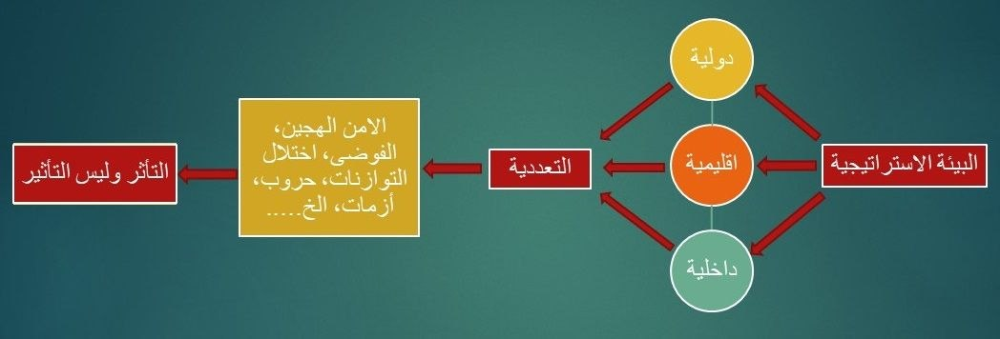 البيئة الاستراتيجية
دولية
اقليمية
داخلية
التعددية
الامن الهجين،
الفوضى، اختلال
التوازنات، حروب،
أزمات، الخ.....
التأثر وليس التأثير